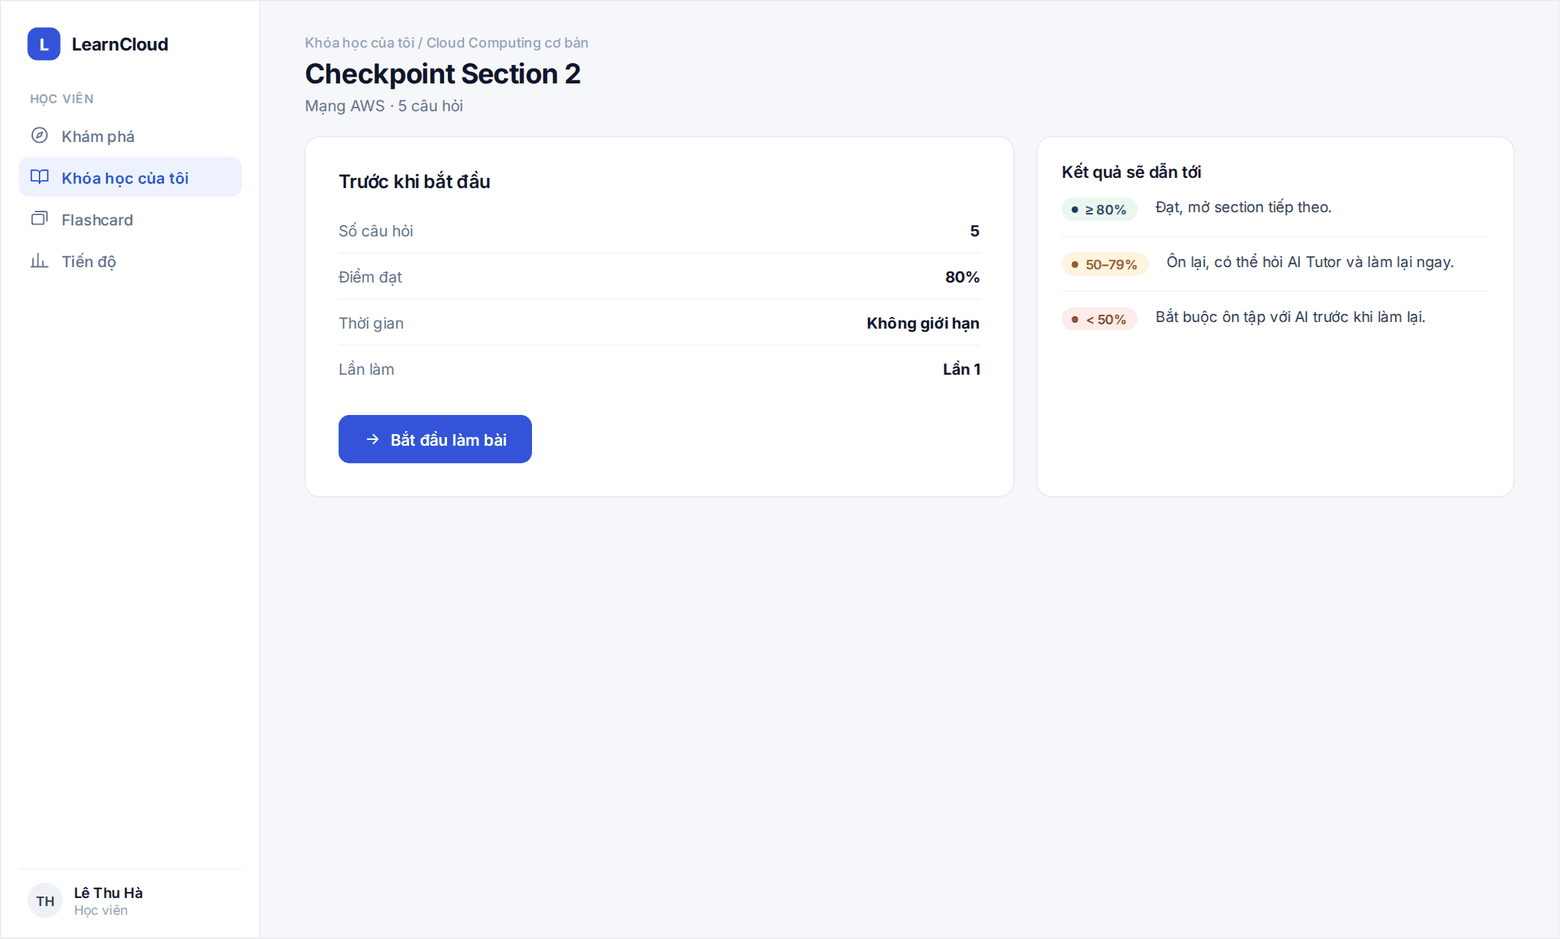 L LearnCloud
HỌC VIÊN
Khám phá
Khóa học của tôi
Flashcard
Tiến độ
TH
Lê Thu Hà
Học viên
Khóa học của tôi / Cloud Computing cơ bản
Checkpoint Section 2
Mạng AWS · 5 câu hỏi
Trước khi bắt đầu
Số câu hỏi 5
Điểm đạt 80%
Thời gian Không giới hạn
Lần làm Lần 1
→ Bắt đầu làm bài
Kết quả sẽ dẫn tới
≥ 80% Đạt, mở section tiếp theo.
50–79% Ôn lại, có thể hỏi AI Tutor và làm lại ngay.
< 50% Bắt buộc ôn tập với AI trước khi làm lại.